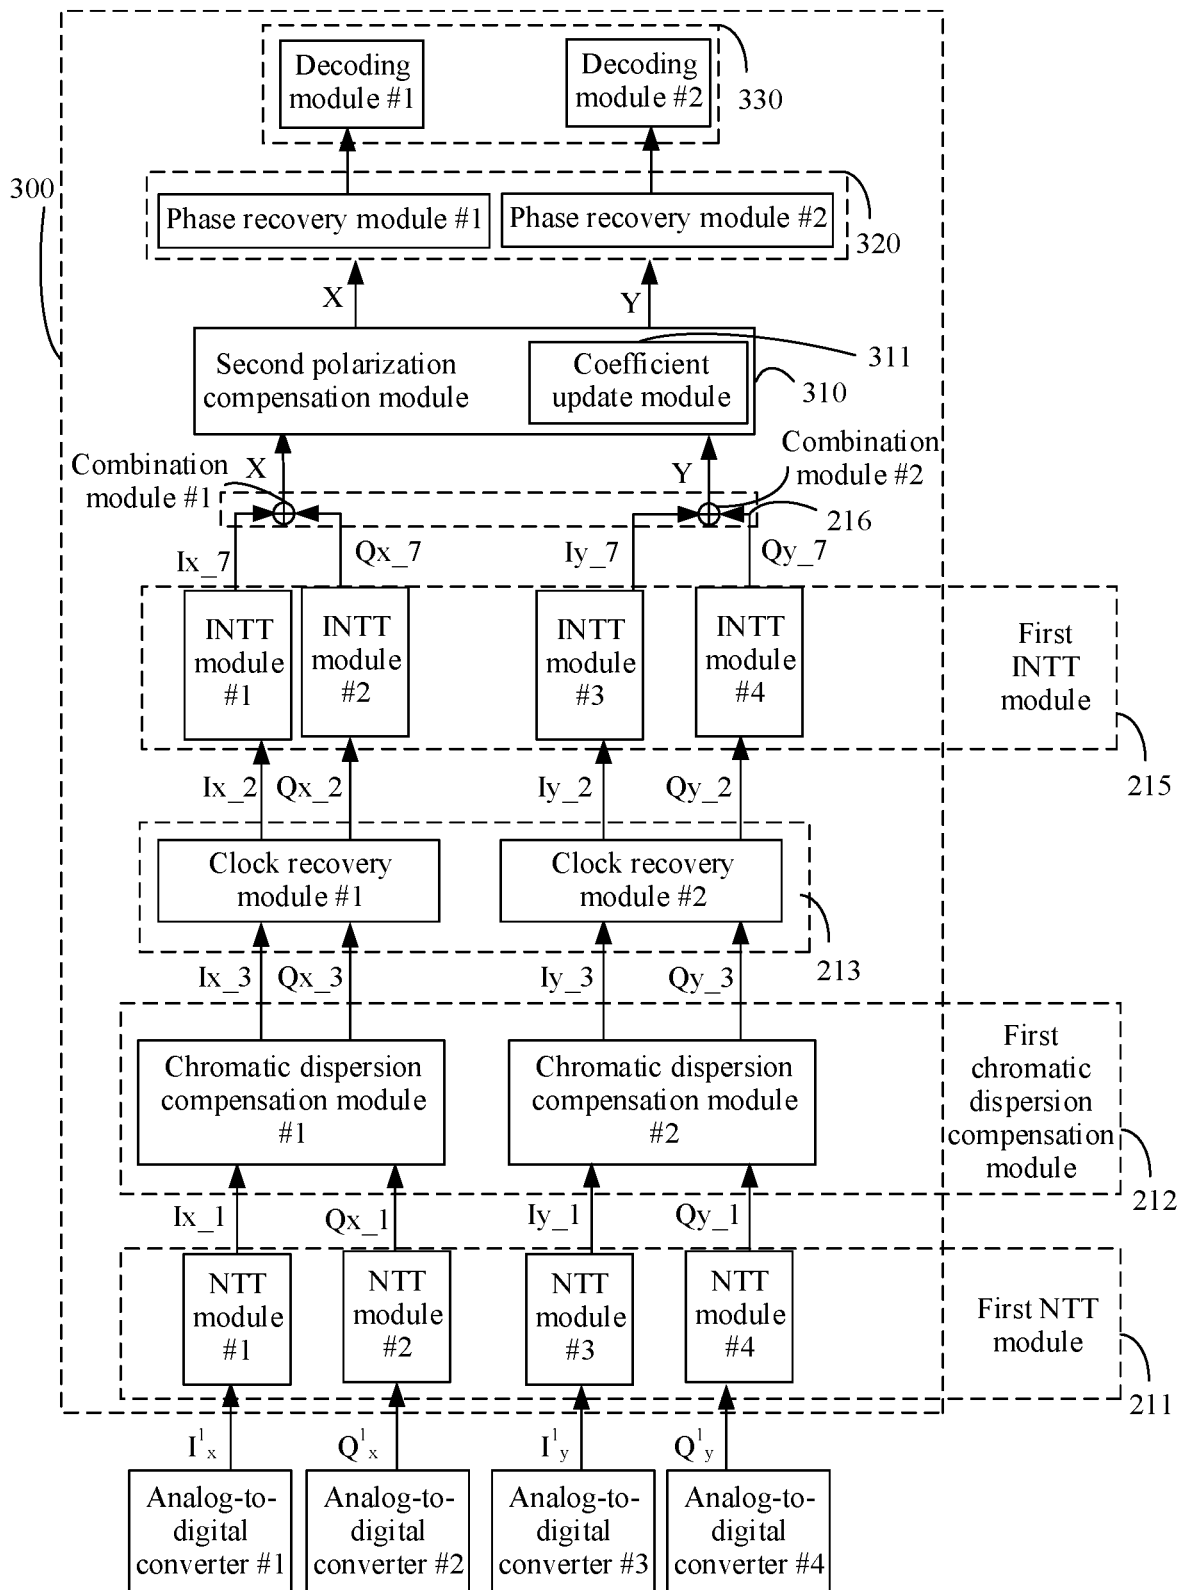 Decoding
module #1
Decoding
module #2
330
300
Phase recovery module #1
Phase recovery module #2
320
X
Y
Second polarization
compensation module
Coefficient
update module
311
310
Combination
module #1
X
Y
Combination
module #2
216
Ix_7
Qx_7
Iy_7
Qy_7
INTT
module
#1
INTT
module
#2
INTT
module
#3
INTT
module
#4
First
INTT
module
215
Ix_2
Qx_2
Iy_2
Qy_2
Clock recovery
module #1
Clock recovery
module #2
213
Ix_3
Qx_3
Iy_3
Qy_3
Chromatic dispersion
compensation module
#1
Chromatic dispersion
compensation module
#2
First
chromatic
dispersion
compensation
module
212
Ix_1
Qx_1
Iy_1
Qy_1
NTT
module
#1
NTT
module
#2
NTT
module
#3
NTT
module
#4
First NTT
module
211
I¹ₓ
Q¹ₓ
I¹y
Q¹y
Analog-to-
digital
converter #1
Analog-to-
digital
converter #2
Analog-to-
digital
converter #3
Analog-to-
digital
converter #4